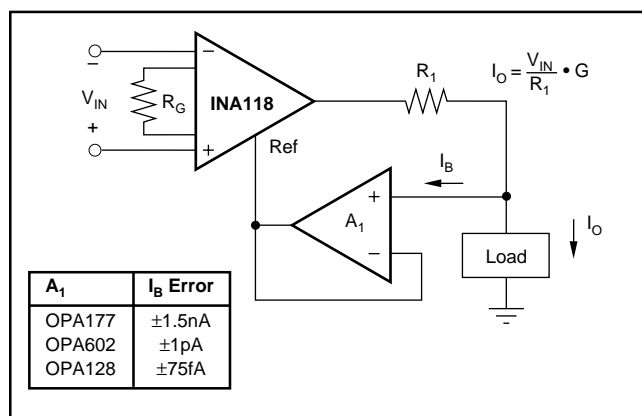 −
V_IN
+
R_G
−
INA118
+
Ref
R_1
I_O = V_IN / R_1 • G
I_B
+
A_1
−
Load
I_O
A_1 I_B Error
OPA177 ±1.5nA
OPA602 ±1pA
OPA128 ±75fA